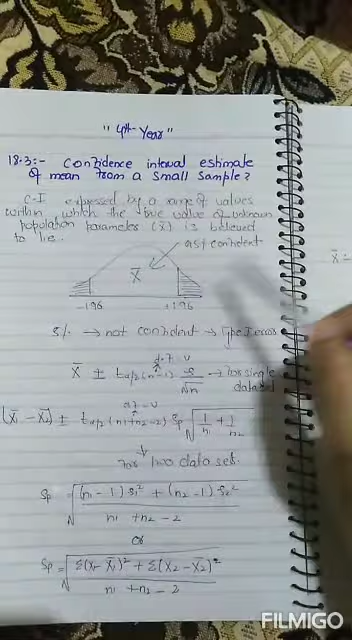 "4th-Year"
18.3:- Confidence interval estimate
of mean from a small sample?
C-I expressed by a range of values
within which the true value of unknown
population parameter (x̄) is believed
to lie.
95% confident
X̄
-1.96 +1.96
5% → not confident → Type I error
d.f = v
X̄ ± tα/2 (n-1) s/√n → for single
data set
d.f = v
(X̄1 - X̄2) ± tα/2 (n1+n2-2) Sp √(1/n1 + 1/n2)
↓
for two data sets
Sp = √((n1 - 1) s1² + (n2 - 1) s2² / n1 + n2 - 2)
or
Sp = √(Σ(X1 - X̄1)² + Σ(X2 - X̄2)² / n1 + n2 - 2)
X̄ =
FILMIGO